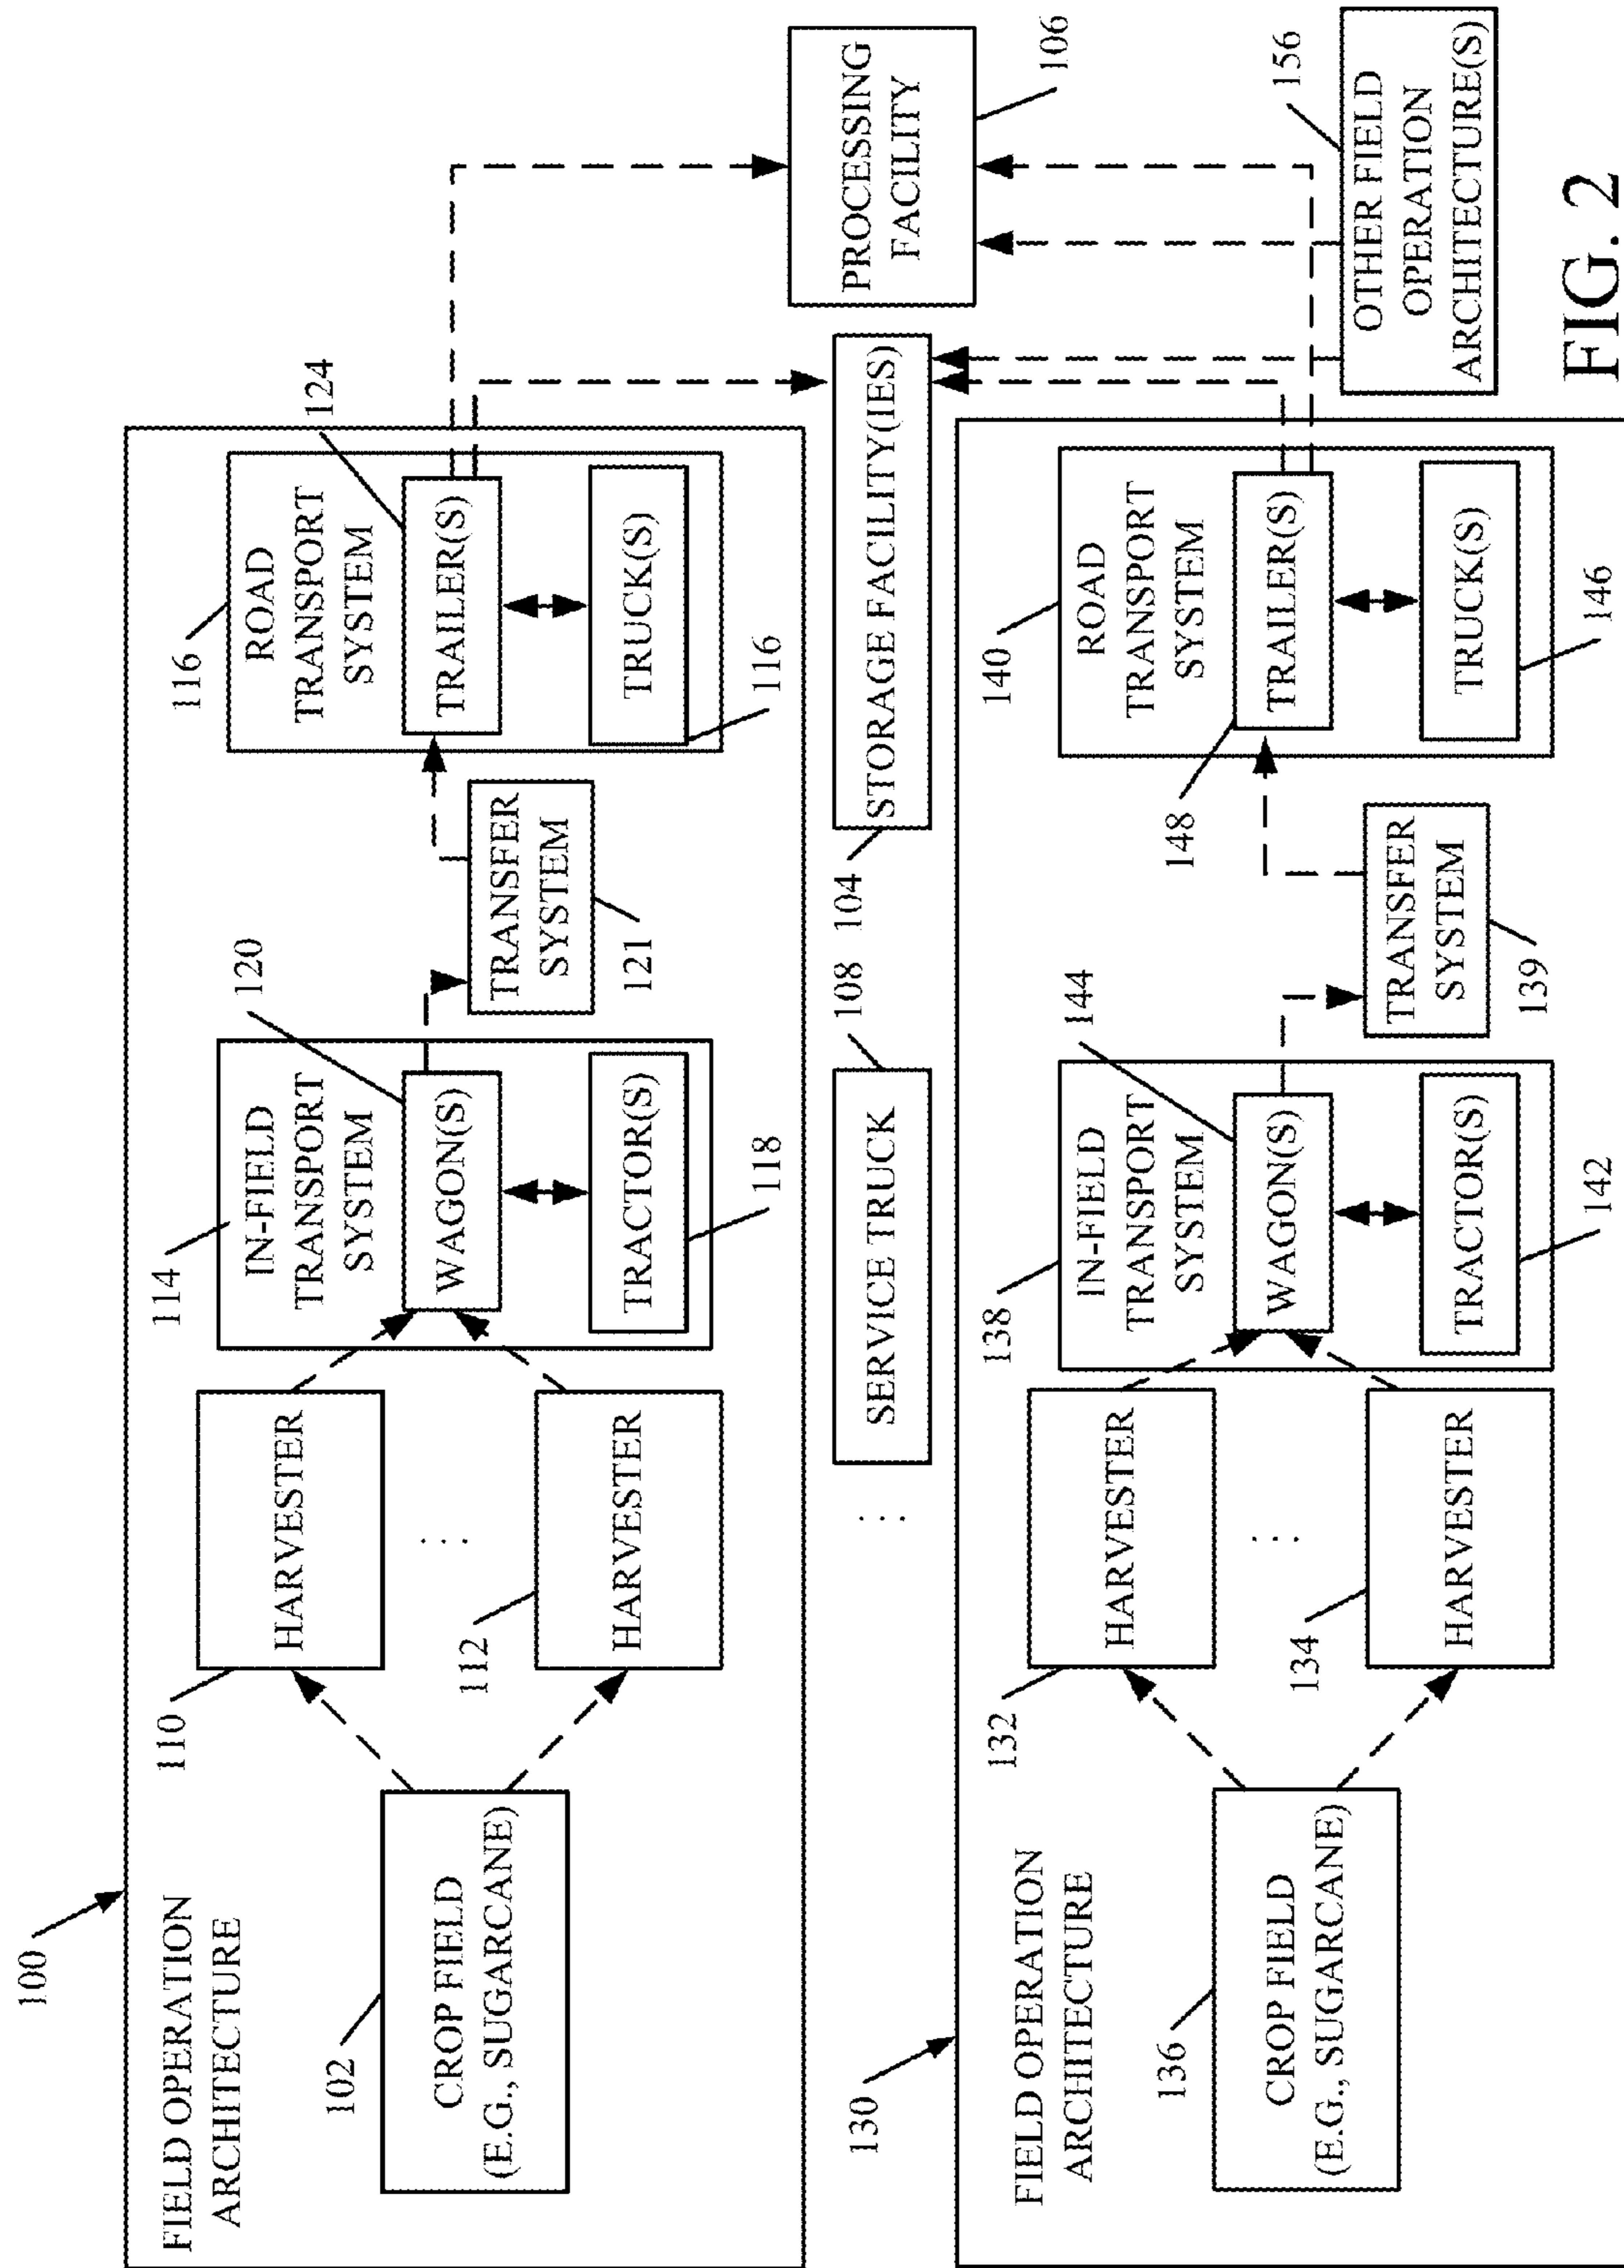 100
FIELD OPERATION
ARCHITECTURE
102
CROP FIELD
(E.G., SUGARCANE)
110
HARVESTER
⋮
112
HARVESTER
114
IN-FIELD
TRANSPORT
SYSTEM
120
WAGON(S)
TRACTOR(S)
118
TRANSFER
SYSTEM
121
116
ROAD
TRANSPORT
SYSTEM
124
TRAILER(S)
TRUCK(S)
116
⋮
SERVICE TRUCK
108
STORAGE FACILITY(IES)
104
PROCESSING
FACILITY
106
130
FIELD OPERATION
ARCHITECTURE
136
CROP FIELD
(E.G., SUGARCANE)
132
HARVESTER
⋮
134
HARVESTER
138
IN-FIELD
TRANSPORT
SYSTEM
144
WAGON(S)
TRACTOR(S)
142
TRANSFER
SYSTEM
139
140
ROAD
TRANSPORT
SYSTEM
148
TRAILER(S)
TRUCK(S)
146
156
OTHER FIELD
OPERATION
ARCHITECTURE(S)
FIG. 2